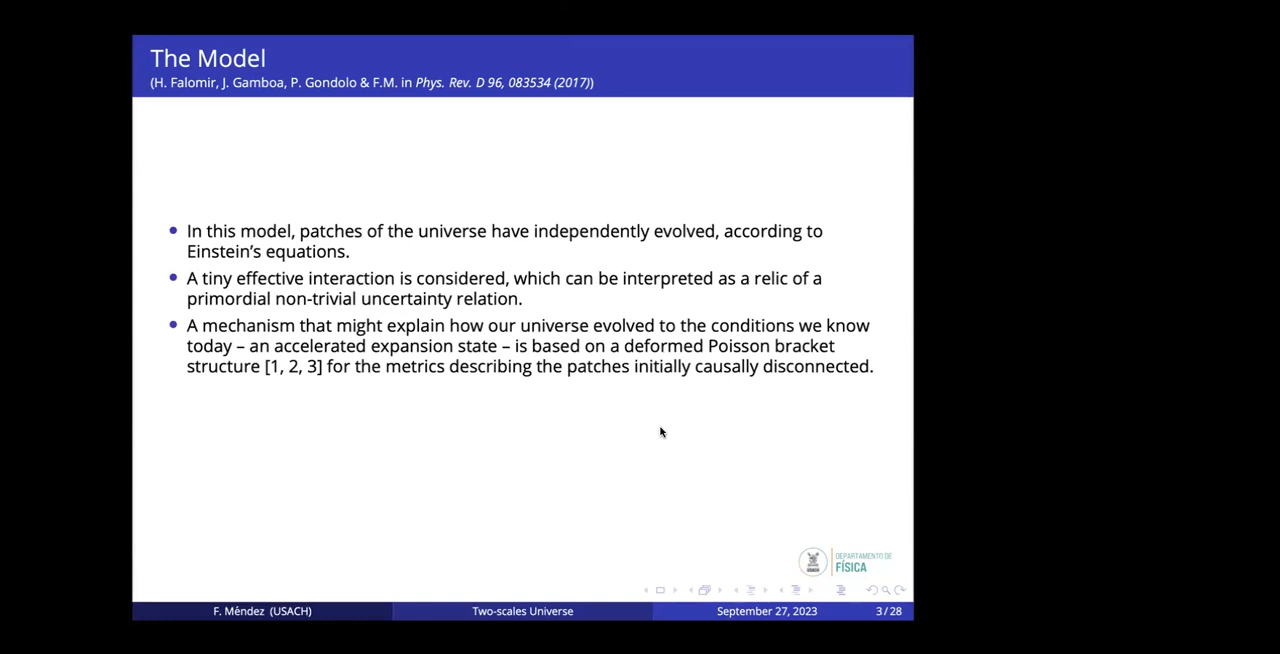 The Model
(H. Falomir, J. Gamboa, P. Gondolo & F.M. in Phys. Rev. D 96, 083534 (2017))
• In this model, patches of the universe have independently evolved, according to
Einstein's equations.
• A tiny effective interaction is considered, which can be interpreted as a relic of a
primordial non-trivial uncertainty relation.
• A mechanism that might explain how our universe evolved to the conditions we know
today – an accelerated expansion state – is based on a deformed Poisson bracket
structure [1, 2, 3] for the metrics describing the patches initially causally disconnected.
DEPARTAMENTO DE
FÍSICA
F. Méndez (USACH) Two-scales Universe September 27, 2023 3 / 28